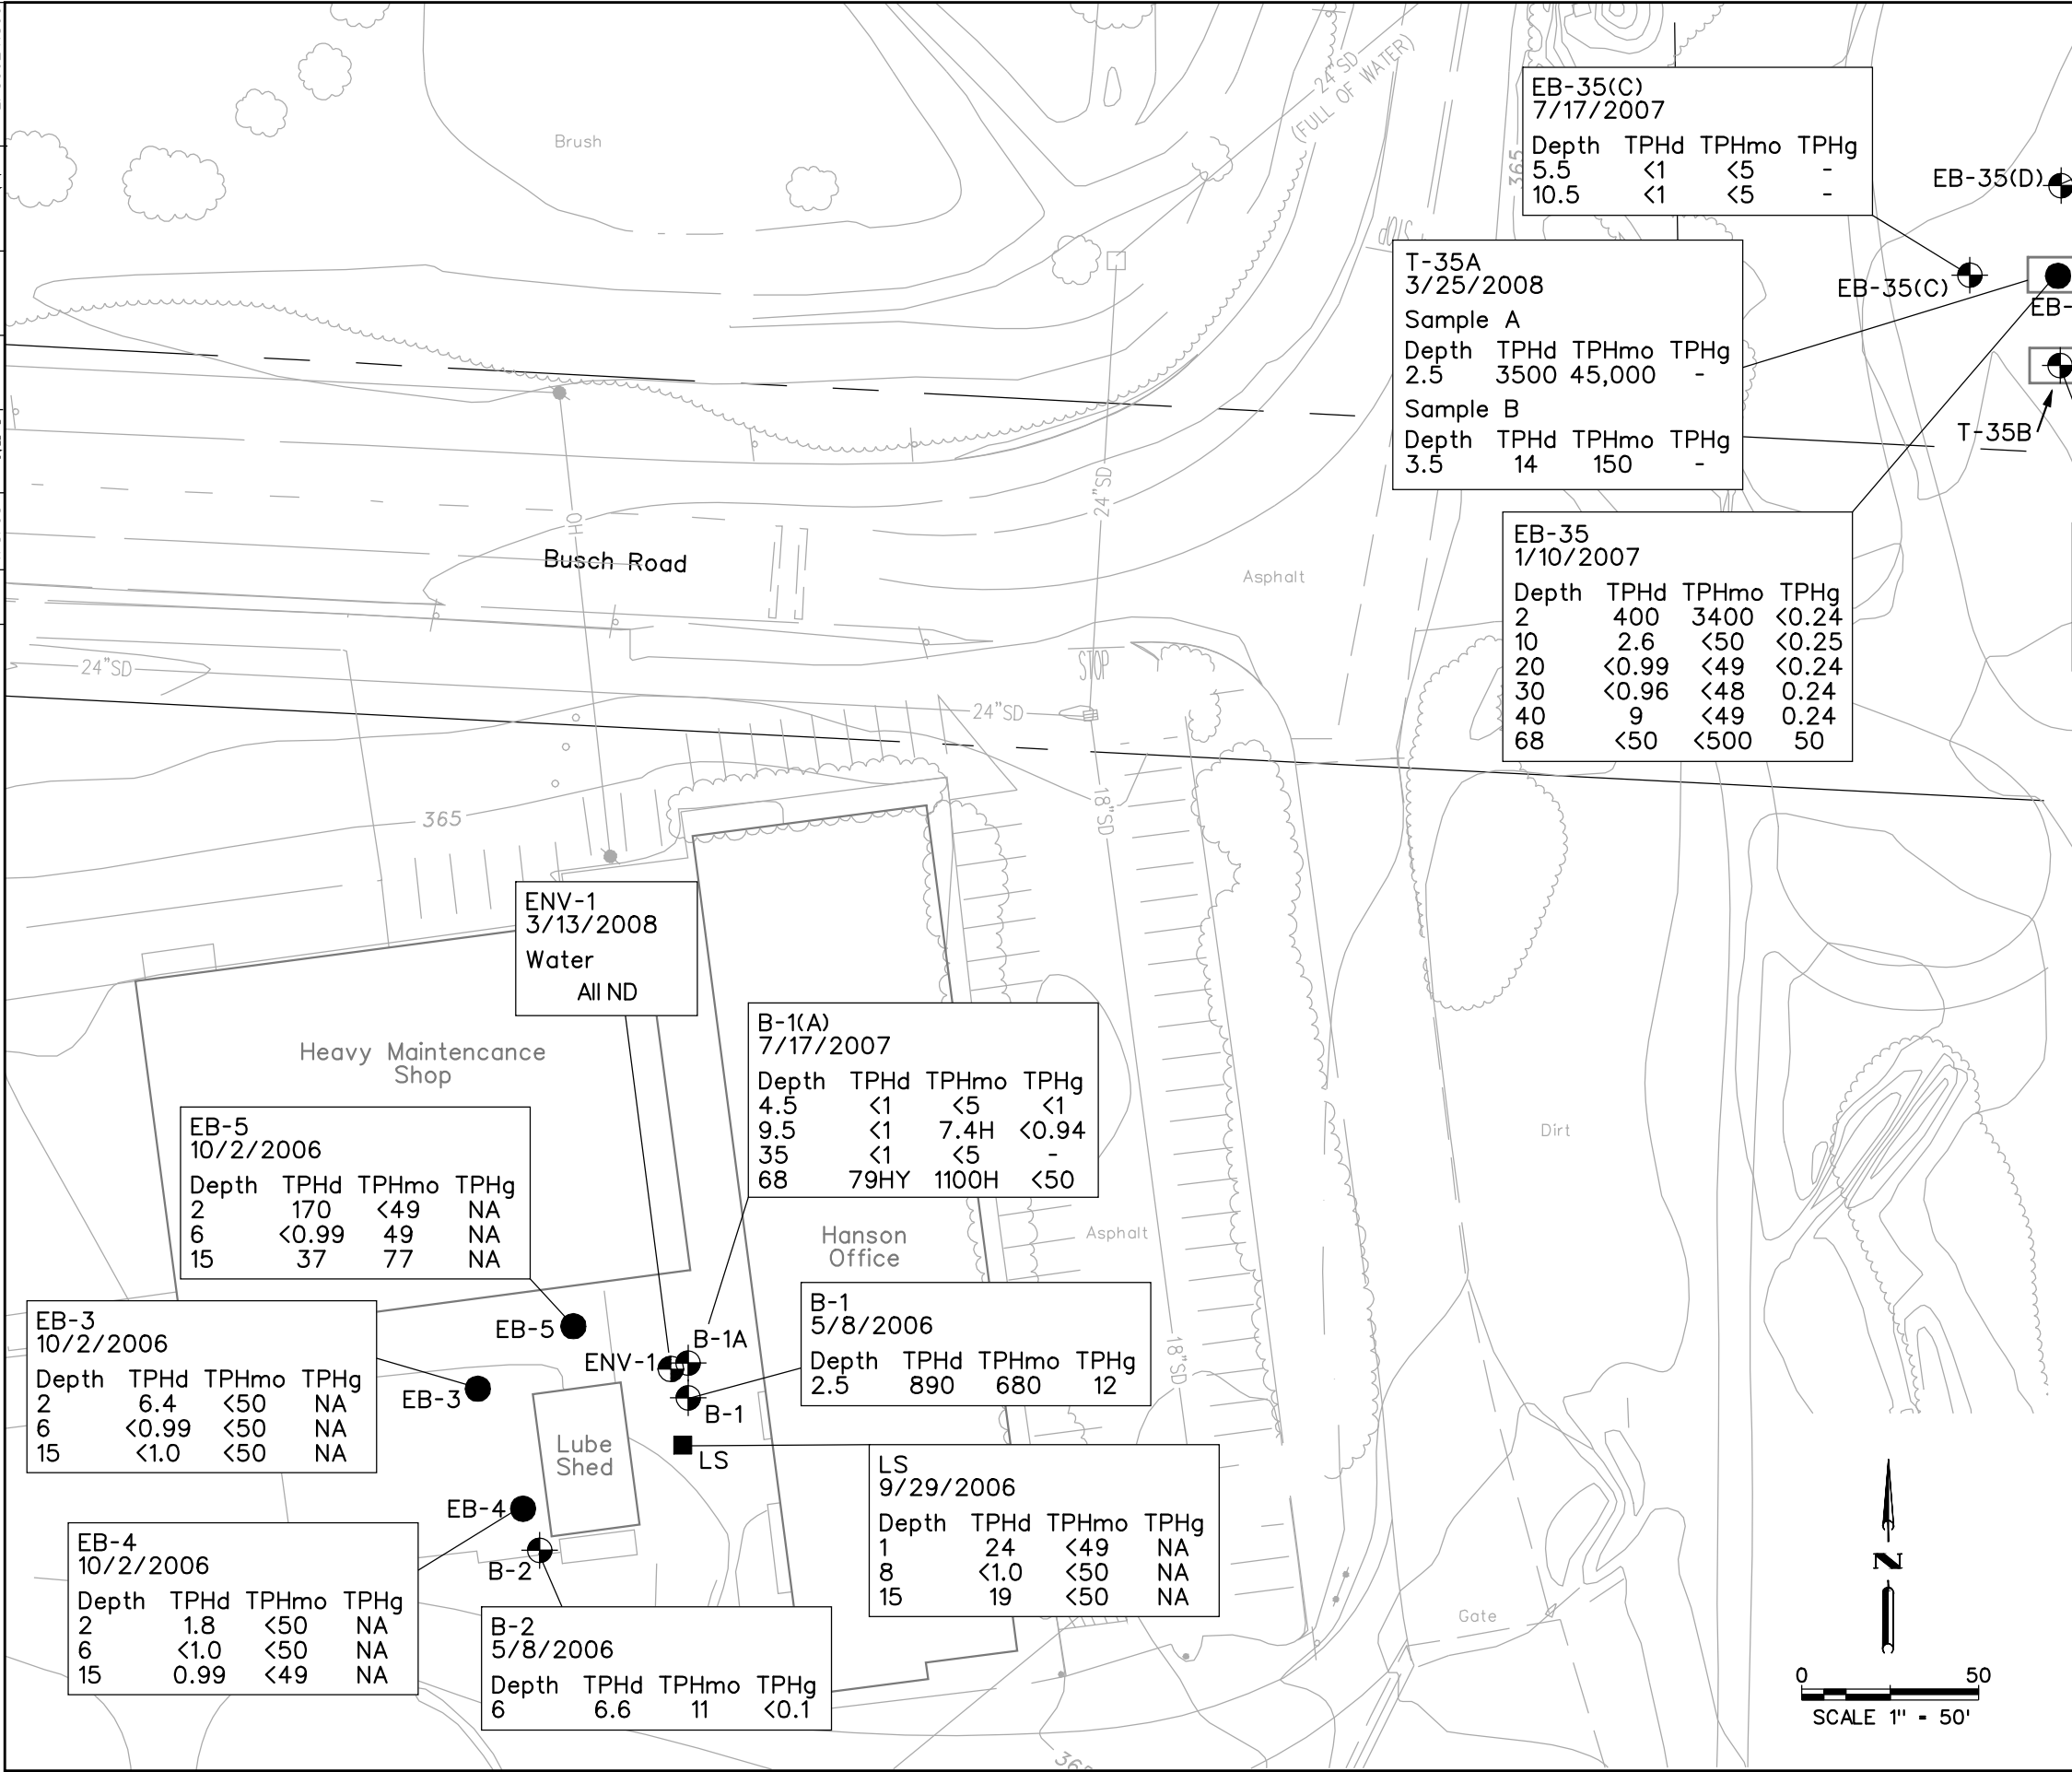 Brush
24"SD
(FULL OF WATER)
365
STOP
EB-35(C)
7/17/2007
Depth TPHd TPHmo TPHg
5.5 <1 <5 -
10.5 <1 <5 -
EB-35(D)
EB-35(C)
EB-
T-35B
T-35A
3/25/2008
Sample A
Depth TPHd TPHmo TPHg
2.5 3500 45,000 -
Sample B
Depth TPHd TPHmo TPHg
3.5 14 150 -
24"SD
OH
Busch Road
Asphalt
EB-35
1/10/2007
Depth TPHd TPHmo TPHg
2 400 3400 <0.24
10 2.6 <50 <0.25
20 <0.99 <49 <0.24
30 <0.96 <48 0.24
40 9 <49 0.24
68 <50 <500 50
24"SD
STOP
24"SD
18"SD
365
ENV-1
3/13/2008
Water
All ND
Heavy Maintencance
Shop
B-1(A)
7/17/2007
Depth TPHd TPHmo TPHg
4.5 <1 <5 <1
9.5 <1 7.4H <0.94
35 <1 <5 -
68 79HY 1100H <50
Dirt
EB-5
10/2/2006
Depth TPHd TPHmo TPHg
2 170 <49 NA
6 <0.99 49 NA
15 37 77 NA
Hanson
Office
Asphalt
B-1
5/8/2006
Depth TPHd TPHmo TPHg
2.5 890 680 12
18"SD
EB-3
10/2/2006
Depth TPHd TPHmo TPHg
2 6.4 <50 NA
6 <0.99 <50 NA
15 <1.0 <50 NA
EB-5
B-1A
ENV-1
EB-3
B-1
Lube
Shed
LS
LS
9/29/2006
Depth TPHd TPHmo TPHg
1 24 <49 NA
8 <1.0 <50 NA
15 19 <50 NA
EB-4
B-2
EB-4
10/2/2006
Depth TPHd TPHmo TPHg
2 1.8 <50 NA
6 <1.0 <50 NA
15 0.99 <49 NA
B-2
5/8/2006
Depth TPHd TPHmo TPHg
6 6.6 11 <0.1
Gate
N
0 50
SCALE 1" = 50'